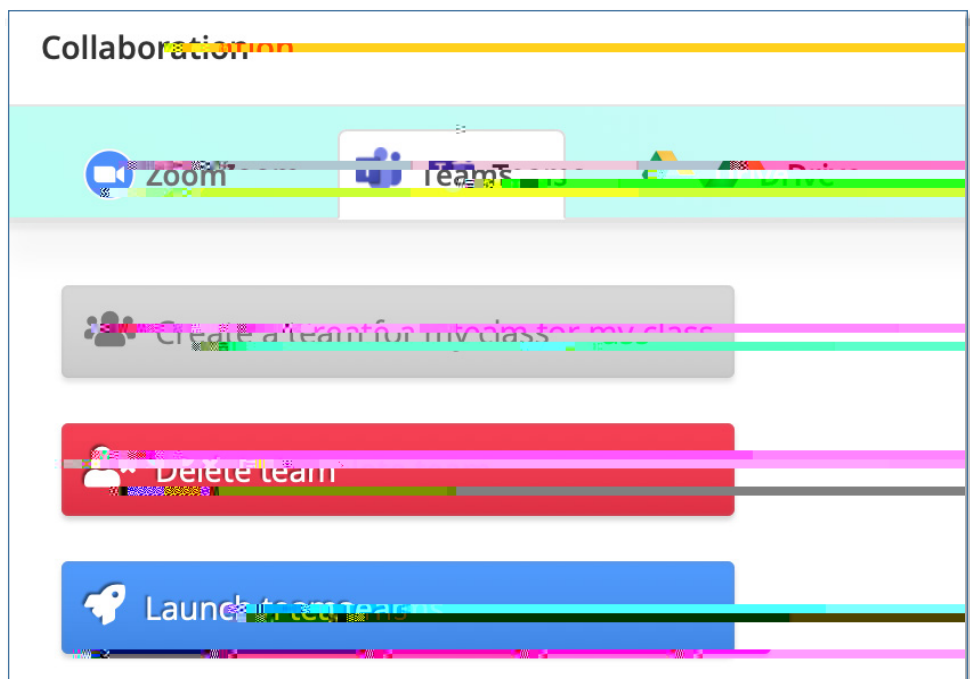 Collaboration
Zoom Teams Drive
Create a team for my class
Delete team
Launch teams